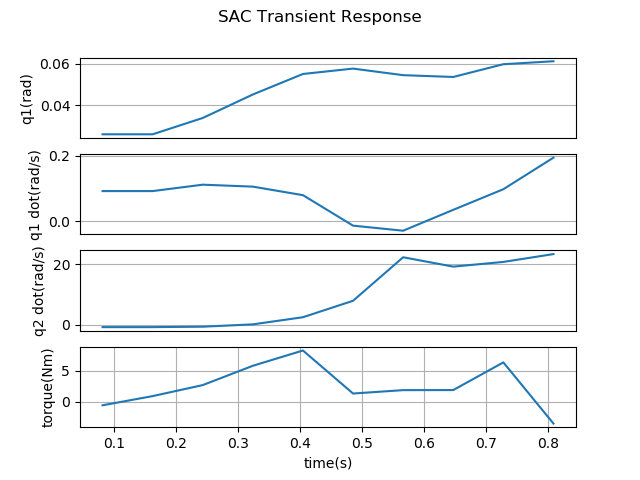 SAC Transient Response
q1(rad)
0.06
0.04
q1 dot(rad/s)
0.2
0.0
q2 dot(rad/s)
20
0
torque(Nm)
5
0
0.1 0.2 0.3 0.4 0.5 0.6 0.7 0.8
time(s)